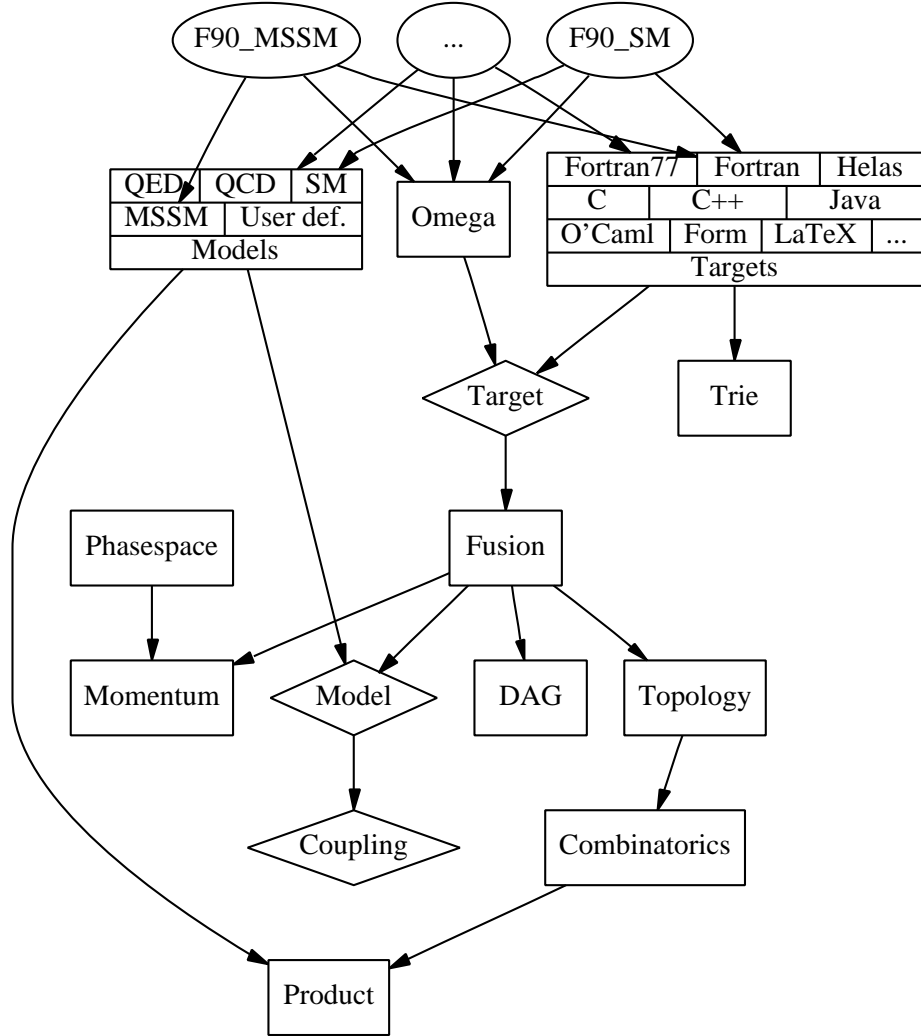 F90_MSSM ... F90_SM
QED QCD SM
MSSM User def.
Models
Omega
Fortran77 Fortran Helas
C C++ Java
O'Caml Form LaTeX ...
Targets
Target
Trie
Phasespace
Fusion
Momentum
Model
DAG
Topology
Coupling
Combinatorics
Product